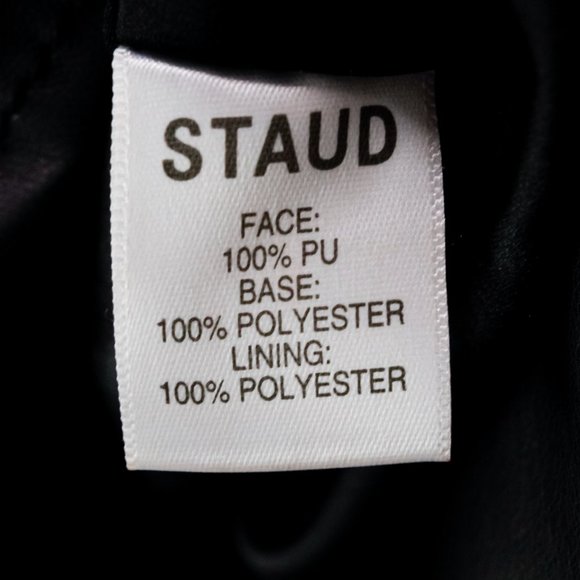 STAUD
FACE:
100% PU
BASE:
100% POLYESTER
LINING:
100% POLYESTER